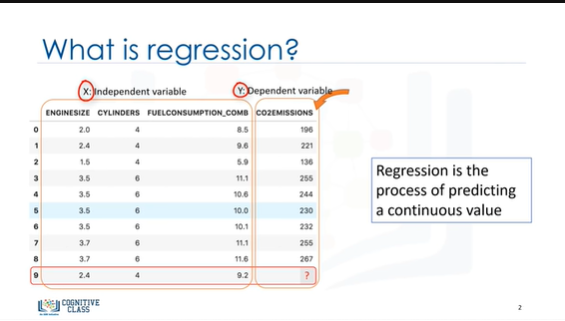 What is regression?
X: Independent variable
Y: Dependent variable
ENGINESIZE CYLINDERS FUELCONSUMPTION_COMB CO2EMISSIONS
0 2.0 4 8.5 196
1 2.4 4 9.6 221
2 1.5 4 5.9 136
3 3.5 6 11.1 255
4 3.5 6 10.6 244
5 3.5 6 10.0 230
6 3.5 6 10.1 232
7 3.7 6 11.1 255
8 3.7 6 11.6 267
9 2.4 4 9.2 ?
Regression is the
process of predicting
a continuous value
COGNITIVE
CLASS
2